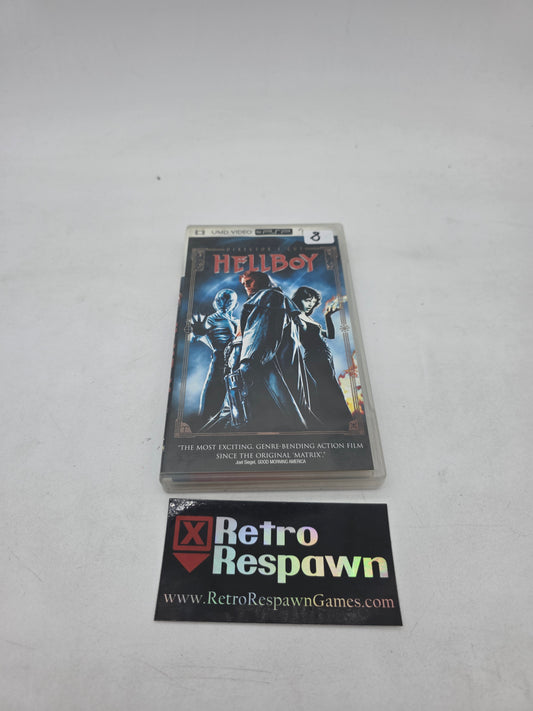 UMD VIDEO PSP
8
DIRECTOR'S CUT
HELLBOY
"THE MOST EXCITING, GENRE-BENDING ACTION FILM
SINCE THE ORIGINAL 'MATRIX'."
Joel Siegel, GOOD MORNING AMERICA
X Retro
Respawn
www.RetroRespawnGames.com